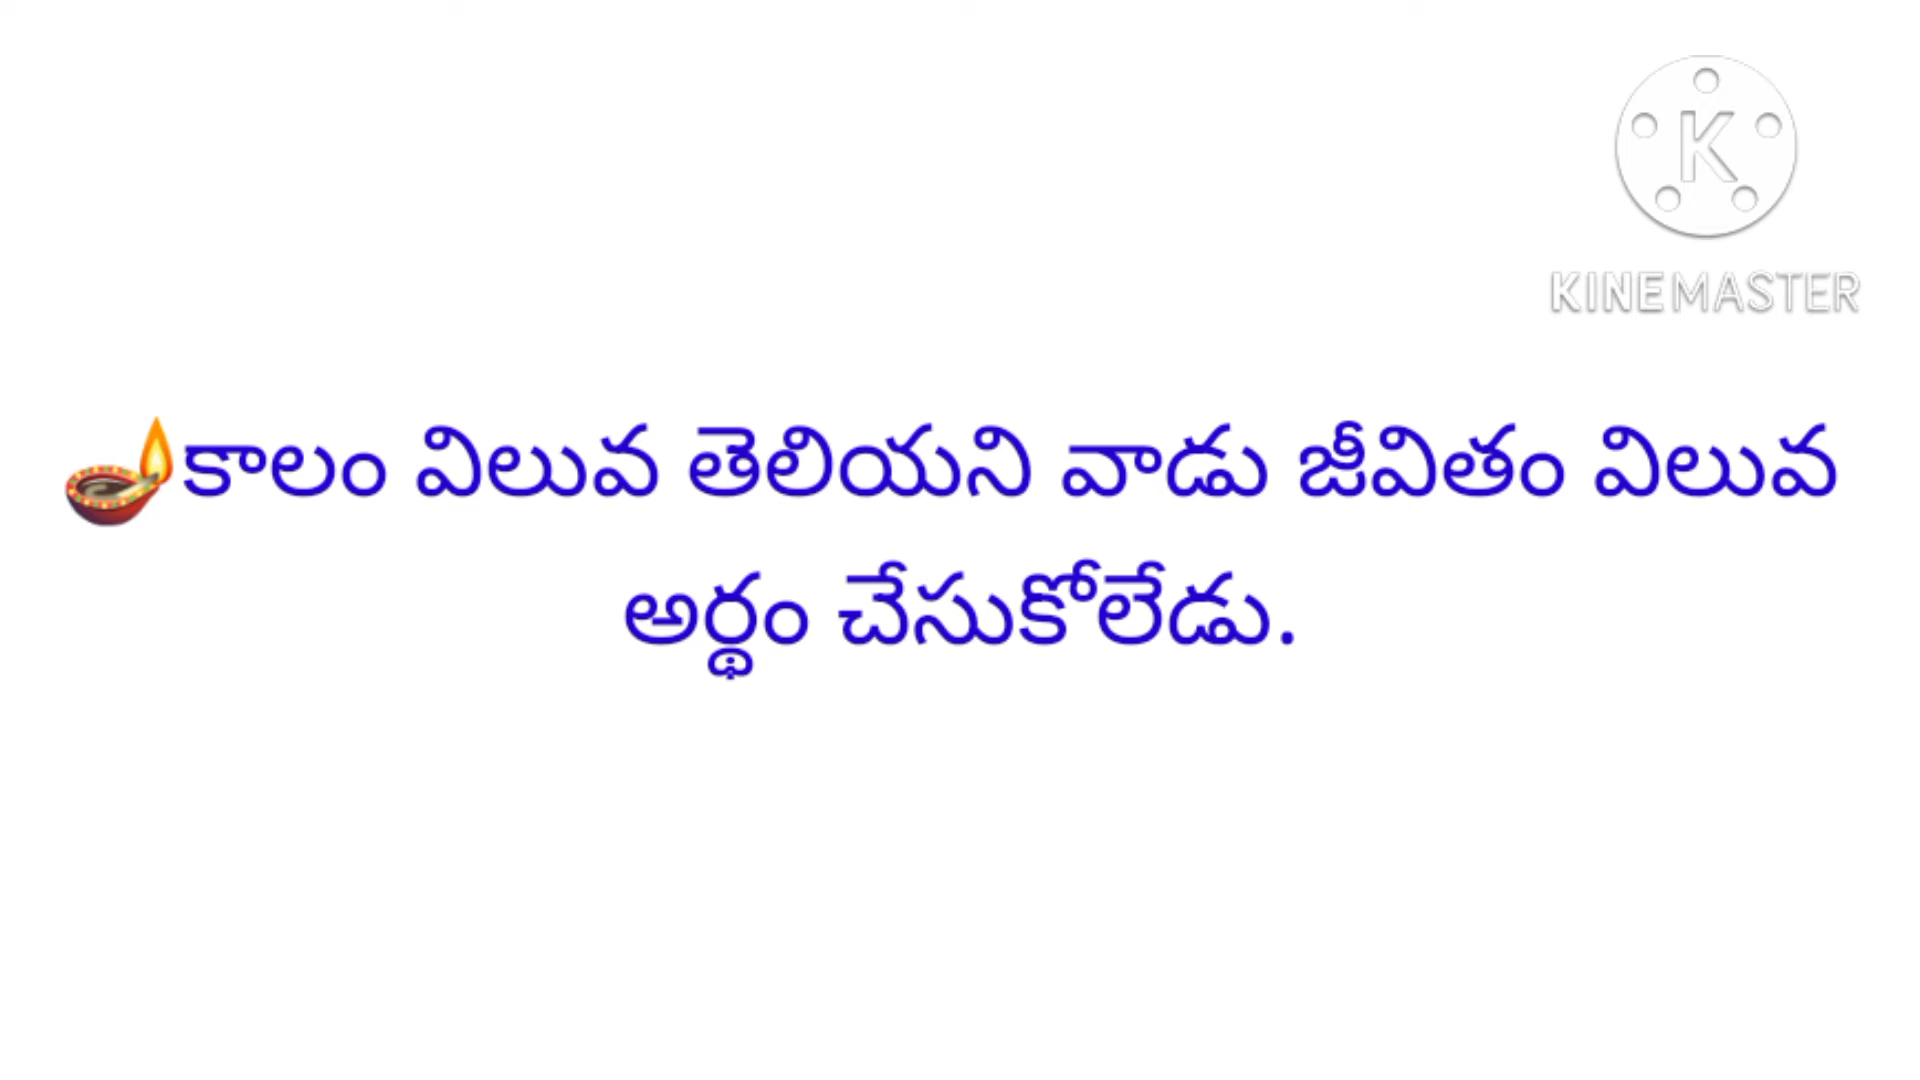 KINEMASTER
🪔కాలం విలువ తెలియని వాడు జీవితం విలువ
అర్థం చేసుకోలేడు.